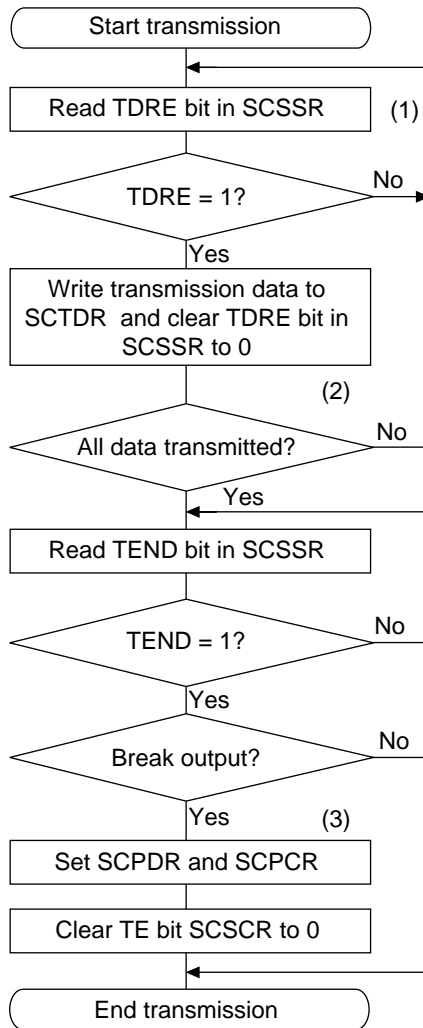 Start transmission
Read TDRE bit in SCSSR
(1)
TDRE = 1?
No
Yes
Write transmission data to
SCTDR and clear TDRE bit in
SCSSR to 0
(2)
All data transmitted?
No
Yes
Read TEND bit in SCSSR
TEND = 1?
No
Yes
Break output?
No
Yes
(3)
Set SCPDR and SCPCR
Clear TE bit SCSCR to 0
End transmission